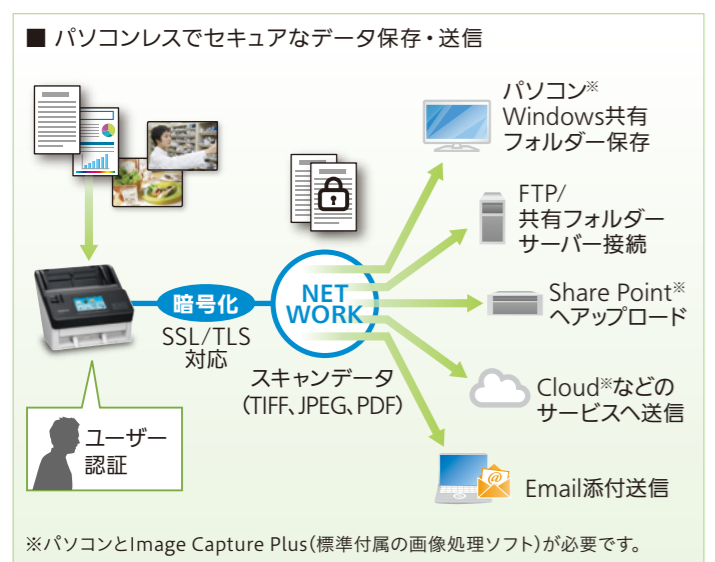 ■ パソコンレスでセキュアなデータ保存・送信
パソコン※
Windows共有
フォルダー保存
FTP/
共有フォルダー
サーバー接続
暗号化
SSL/TLS
対応
NET
WORK
スキャンデータ
（TIFF、JPEG、PDF）
Share Point※
へアップロード
Cloud※などの
サービスへ送信
ユーザー
認証
@
Email添付送信
※パソコンとImage Capture Plus（標準付属の画像処理ソフト）が必要です。